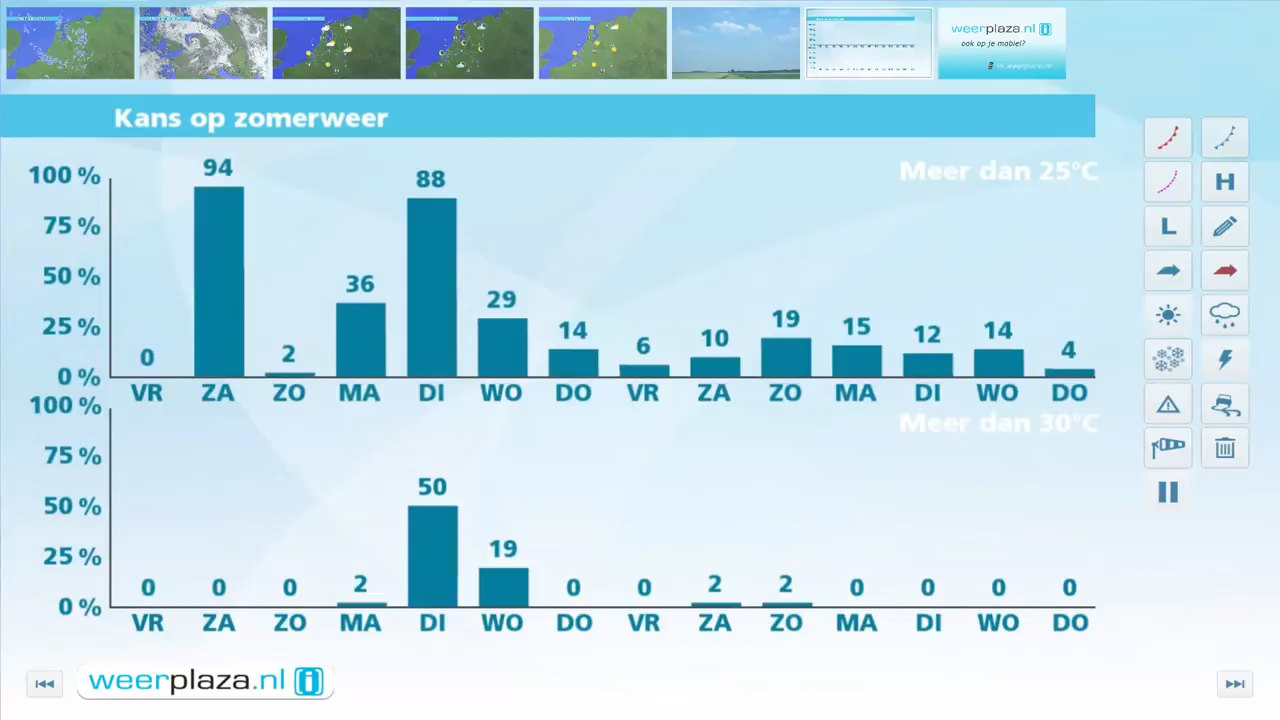 weerplaza.nl
ook op je mobiel?
Kans op zomerweer
Meer dan 25°C
100 %
75 %
50 %
25 %
0 %
0 94 2 36 88 29 14 6 10 19 15 12 14 4
VR ZA ZO MA DI WO DO VR ZA ZO MA DI WO DO
Meer dan 30°C
100 %
75 %
50 %
25 %
0 %
0 0 0 2 50 19 0 0 2 2 0 0 0 0
VR ZA ZO MA DI WO DO VR ZA ZO MA DI WO DO
H
L
weerplaza.nl